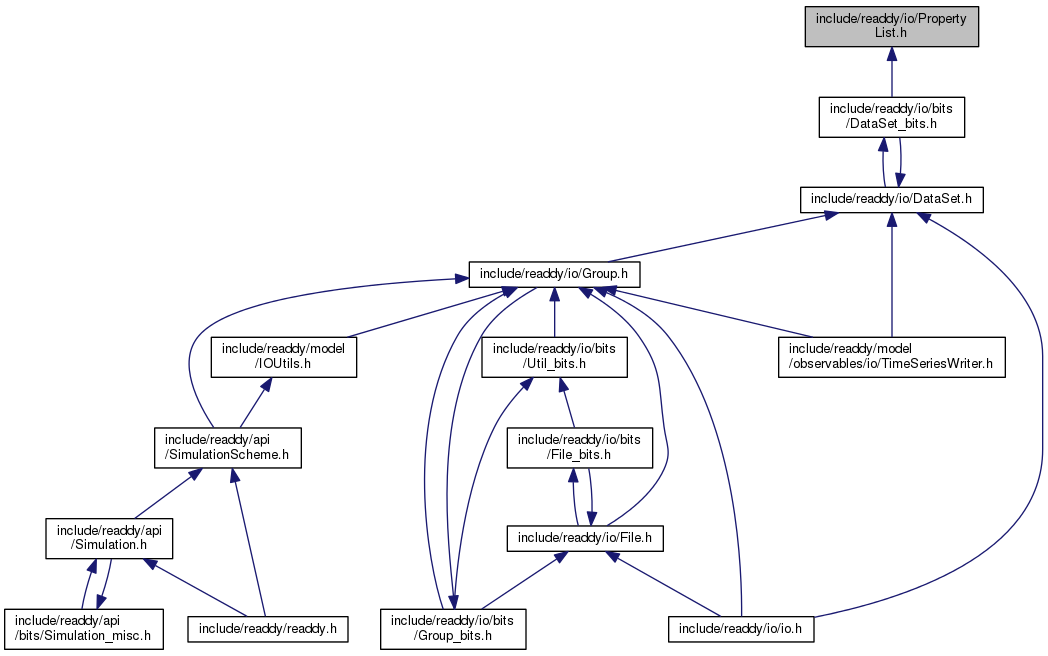 include/readdy/io/Property
List.h
include/readdy/io/bits
/DataSet_bits.h
include/readdy/io/DataSet.h
include/readdy/io/Group.h
include/readdy/model
/IOUtils.h
include/readdy/io/bits
/Util_bits.h
include/readdy/model
/observables/io/TimeSeriesWriter.h
include/readdy/api
/SimulationScheme.h
include/readdy/io/bits
/File_bits.h
include/readdy/api
/Simulation.h
include/readdy/io/File.h
include/readdy/api
/bits/Simulation_misc.h
include/readdy/readdy.h
include/readdy/io/bits
/Group_bits.h
include/readdy/io/io.h